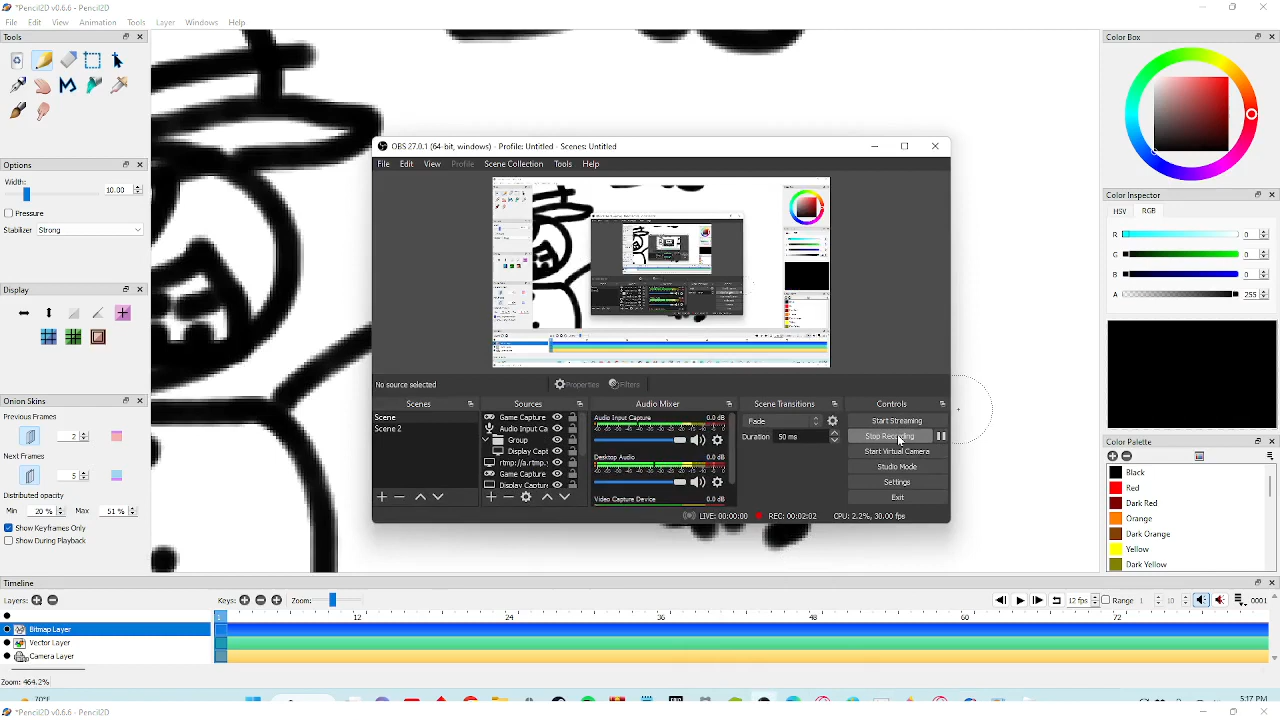 *Pencil2D v0.6.6 - Pencil2D
File Edit View Animation Tools Layer Windows Help
Tools
Color Box
Options
Width: 10.00
Pressure
Stabilizer
Onion Skins
Previous Frames
Next Frames
5
Distributed Opacity
Min 20% Max 51%
Show On Keyframes Only
During Playback
OBS 27.0.1 (64-bit, windows) - Profile: Untitled - Scenes: Untitled
File Edit View Profile Scene Collection Tools Help
No source selected
Properties Filters
Scenes Sources Audio Mixer Scene Transitions Controls
Scene
Scene 2
Game Capture
Audio Input Ca
Group
Display Capt
rtmp://a.rtmp.
Game Capture
Display Capture
Audio Input Capture 0.0 dB
Desktop Audio 0.0 dB
Video Capture Device 0.0 dB
Fade
Duration 50 ms
Start Streaming
Stop Recording
Start Virtual Camera
Studio Mode
Settings
Exit
LIVE: 00:00:00 REC: 00:02:02 CPU: 2.2%, 30.00 fps
Color Inspector
HSV RGB
R 0
0
0
255
Color Palette
Black
Red
Dark Red
Orange
Dark Orange
Yellow
Dark Yellow
Timeline
Layers: Keys: Zoom: 12 fps Range 1 10 0001
1 12 24 36 48 60 72
Bitmap Layer
Vector Layer
Camera Layer
Zoom: 464.2%
5:17 PM
*Pencil2D v0.6.6 - Pencil2D